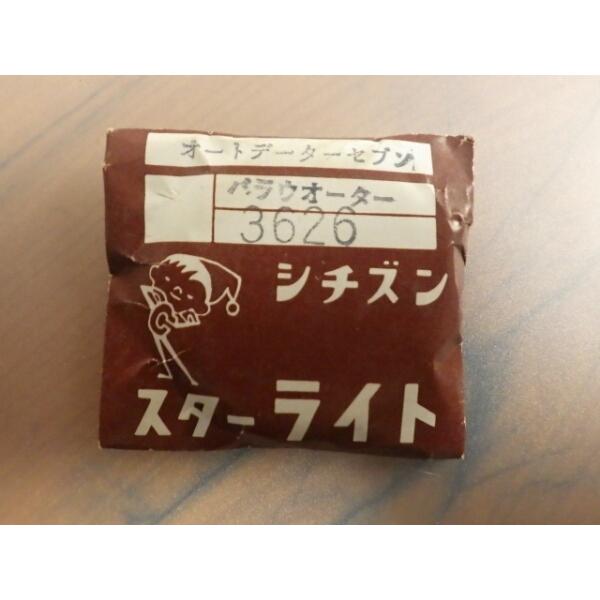 オートデーターセブン
パラウオーター
3626
シチズン
スターライト